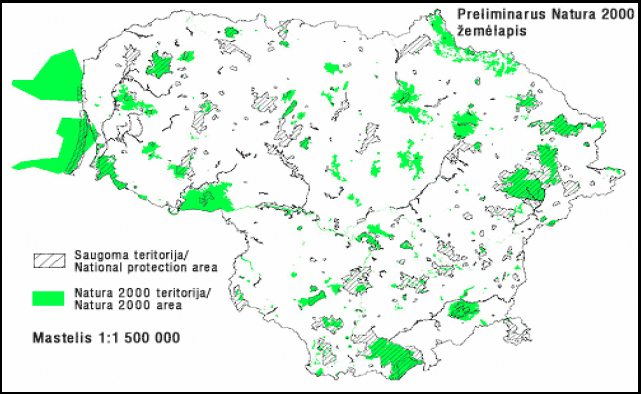 Preliminarus Natura 2000
žemėlapis
Saugoma teritorija/
National protection area
Natura 2000 teritorija/
Natura 2000 area
Mastelis 1:1 500 000